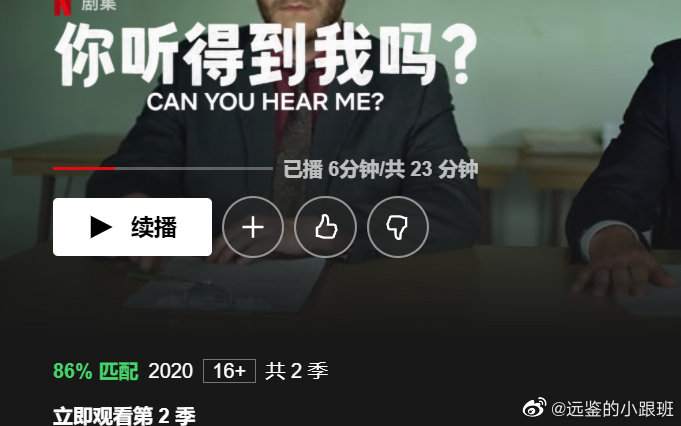 N 剧集
你听得到我吗?
CAN YOU HEAR ME?
已播 6分钟/共 23 分钟
续播
86% 匹配 2020 16+ 共 2 季
立即观看第 2 季
@远鉴的小跟班